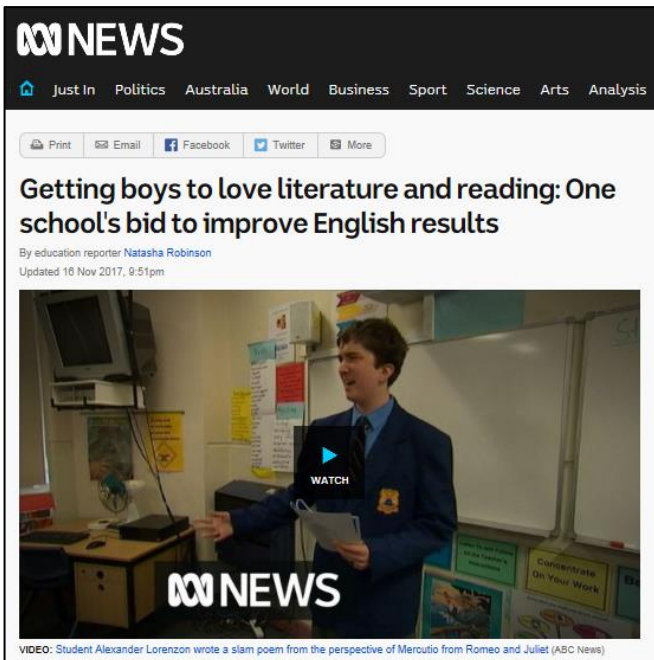 NEWS
Just In Politics Australia World Business Sport Science Arts Analysis
Print Email Facebook Twitter More
Getting boys to love literature and reading: One
school's bid to improve English results
By education reporter Natasha Robinson
Updated 16 Nov 2017, 9:51pm
WATCH
Concentrate
On Your Work
NEWS
VIDEO: Student Alexander Lorenzon wrote a slam poem from the perspective of Mercutio from Romeo and Juliet (ABC News)